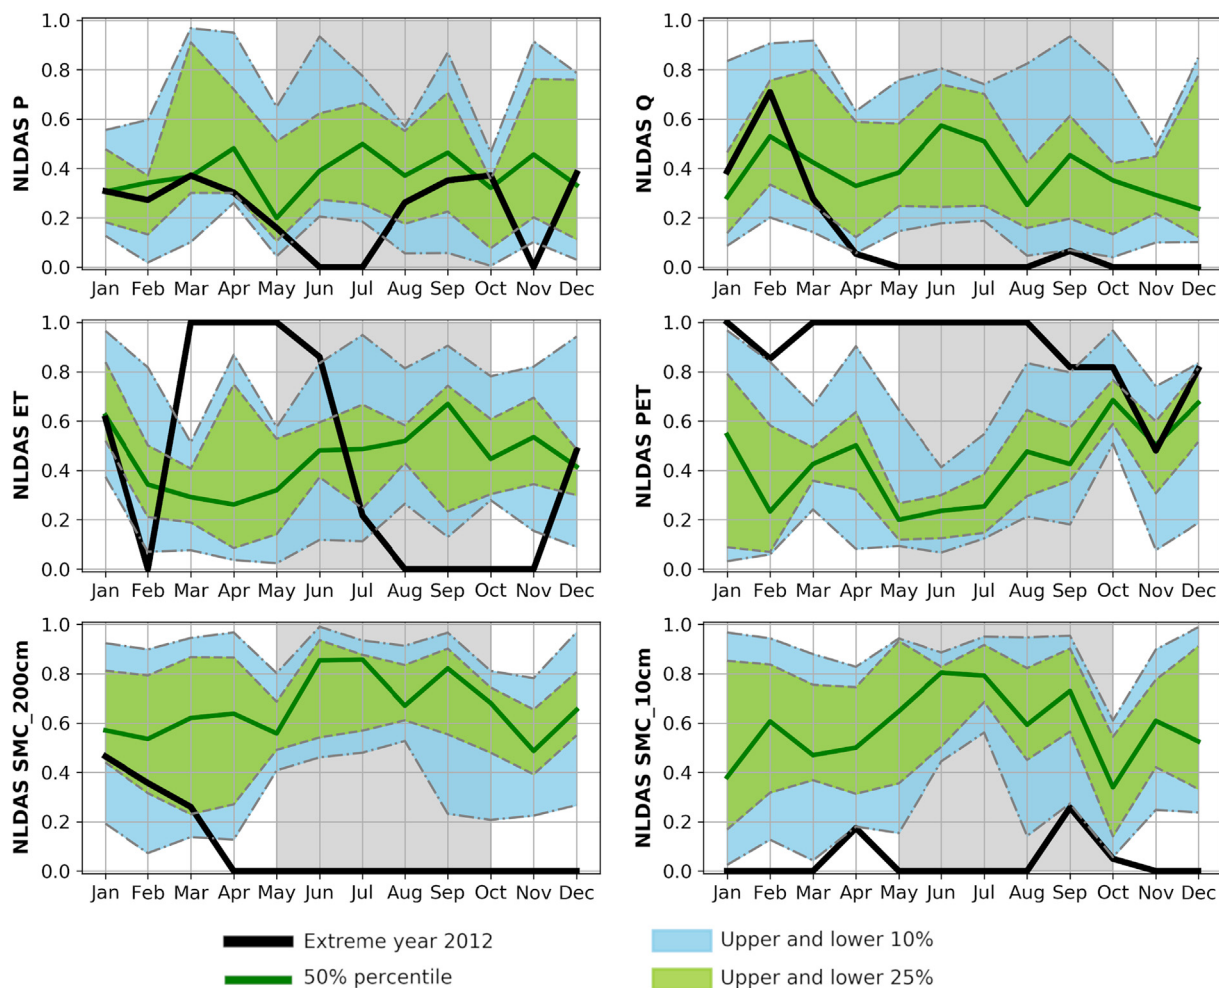 NLDAS P
1.0
0.8
0.6
0.4
0.2
0.0
Jan Feb Mar Apr May Jun Jul Aug Sep Oct Nov Dec
NLDAS Q
1.0
0.8
0.6
0.4
0.2
0.0
Jan Feb Mar Apr May Jun Jul Aug Sep Oct Nov Dec
NLDAS ET
1.0
0.8
0.6
0.4
0.2
0.0
Jan Feb Mar Apr May Jun Jul Aug Sep Oct Nov Dec
NLDAS PET
1.0
0.8
0.6
0.4
0.2
0.0
Jan Feb Mar Apr May Jun Jul Aug Sep Oct Nov Dec
NLDAS SMC_200cm
1.0
0.8
0.6
0.4
0.2
0.0
Jan Feb Mar Apr May Jun Jul Aug Sep Oct Nov Dec
NLDAS SMC_10cm
1.0
0.8
0.6
0.4
0.2
0.0
Jan Feb Mar Apr May Jun Jul Aug Sep Oct Nov Dec
Extreme year 2012
50% percentile
Upper and lower 10%
Upper and lower 25%